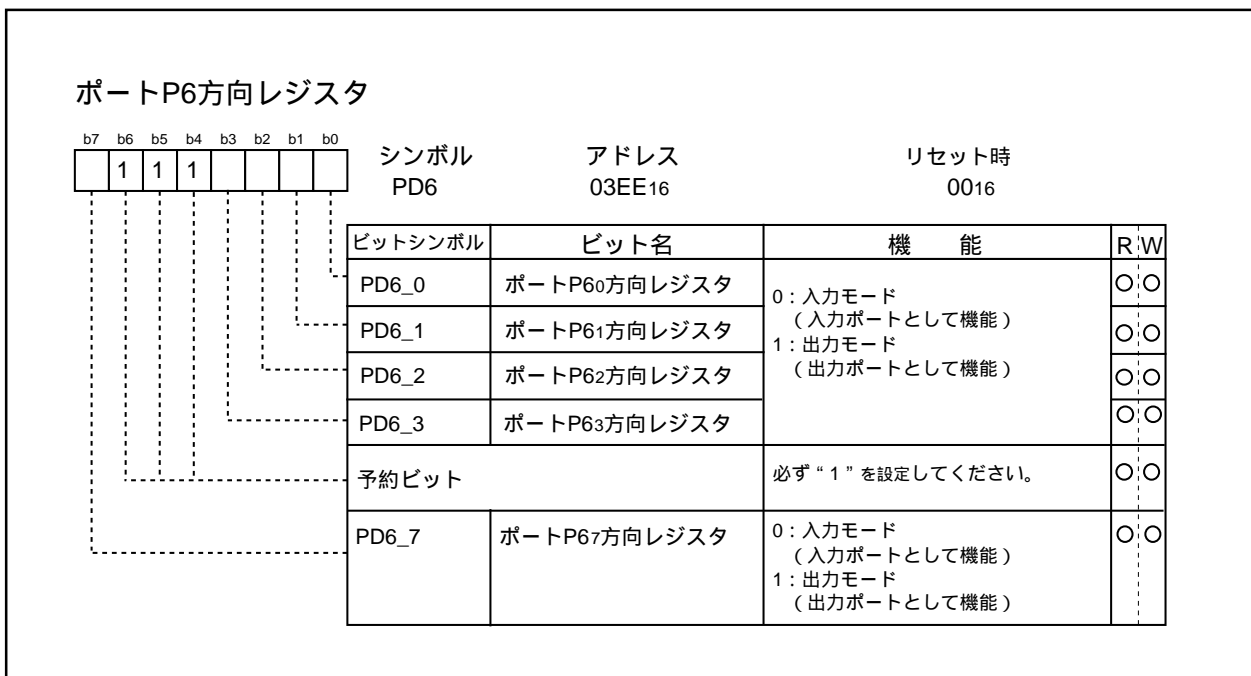 ポートP6方向レジスタ
b7 b6 b5 b4 b3 b2 b1 b0
1 1 1
シンボル アドレス リセット時
PD6 03EE16 0016
ビットシンボル ビット名 機 能 R W
PD6_0 ポートP60方向レジスタ
0：入力モード
（入力ポートとして機能）
1：出力モード
（出力ポートとして機能）
PD6_1 ポートP61方向レジスタ
PD6_2 ポートP62方向レジスタ
PD6_3 ポートP63方向レジスタ
予約ビット 必ず“1”を設定してください。
PD6_7 ポートP67方向レジスタ
0：入力モード
（入力ポートとして機能）
1：出力モード
（出力ポートとして機能）